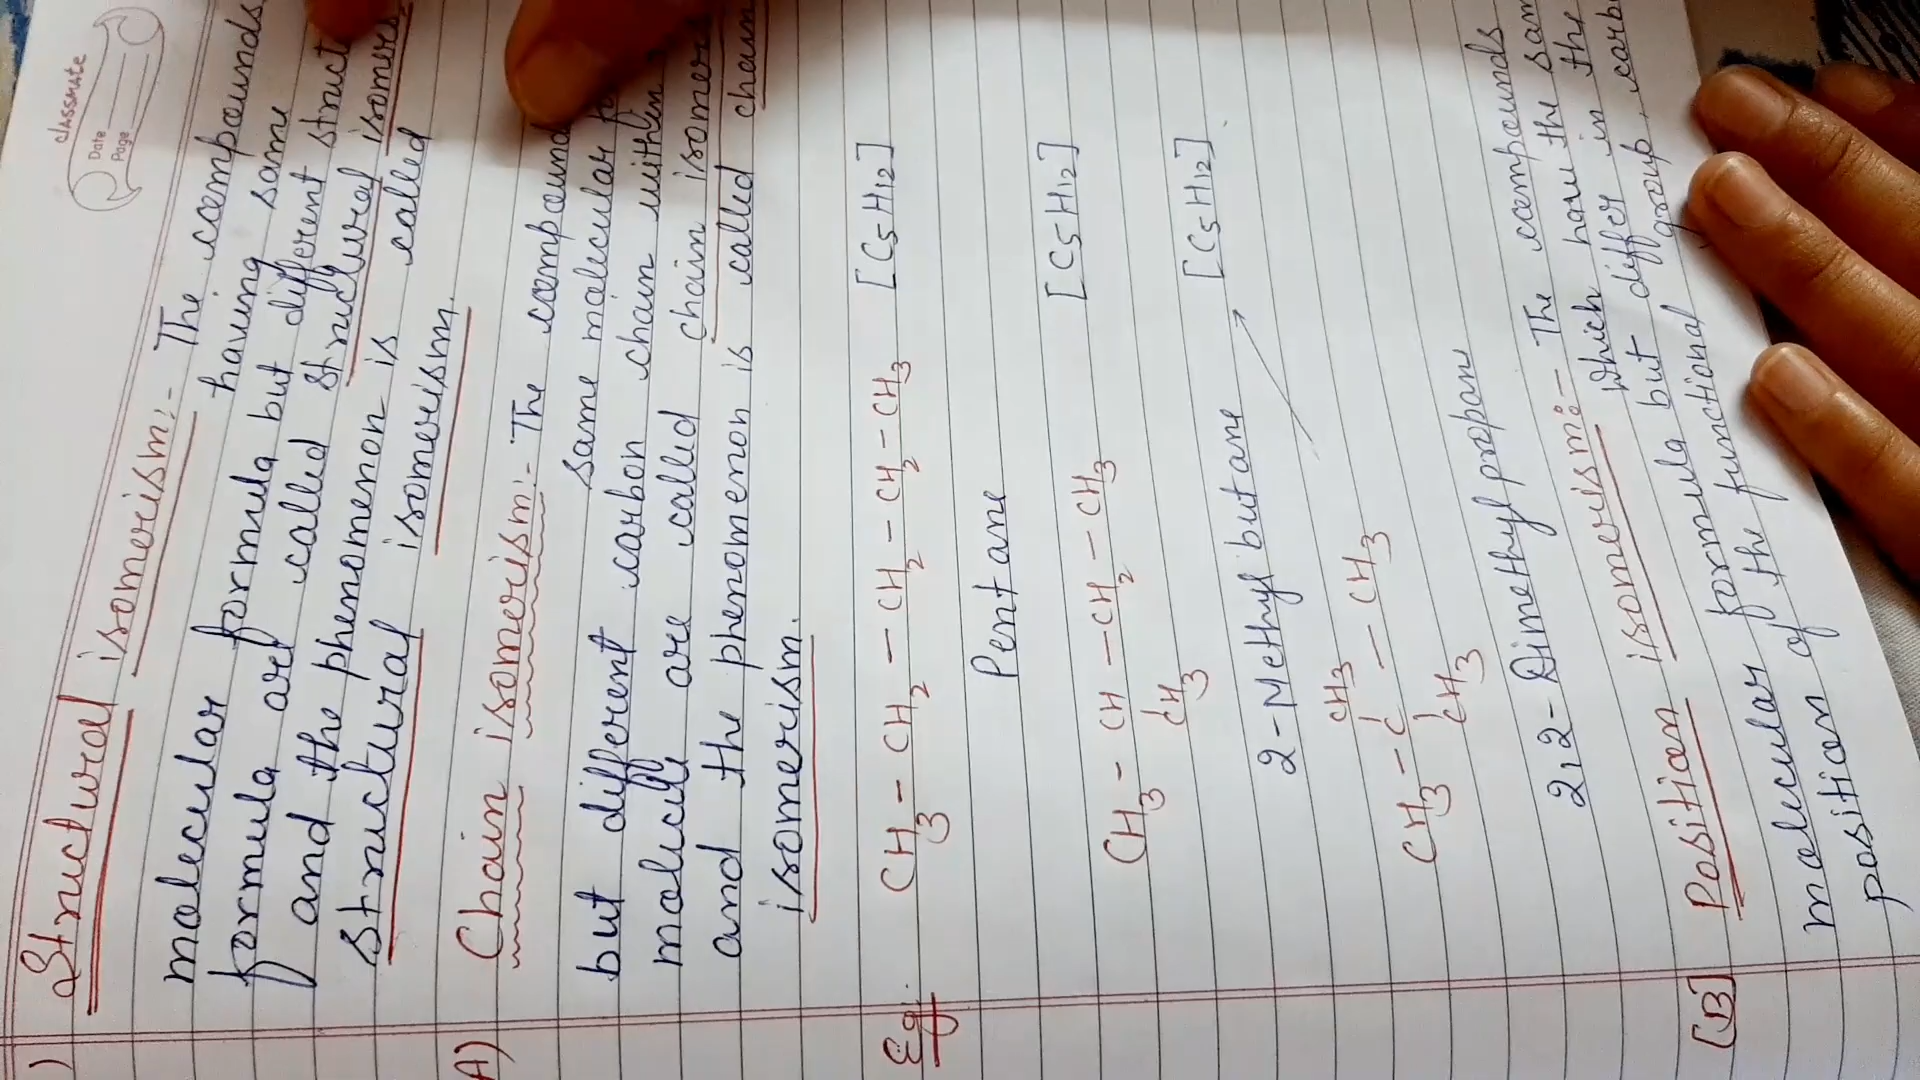 classmate
Date
Page
) Structural isomerism:- The compounds
having same
molecular formula but different struct
formula are called structural isomers
and the phenomenon is called
structural isomerism.
A) Chain isomerism:- The compound
same molecular
but different carbon chain within
molecule are called chain isomers
and the phenomenon is called chain
isomerism.
Eg. CH3 - CH2 - CH2 - CH2 - CH3 [C5H12]
Pentane
CH3 - CH - CH2 - CH3 [C5H12]
CH3
2-Methyl butane [C5H12]
CH3
CH3 - C - CH3
CH3
2,2-Dimethyl propan
[B] Position isomerism:- The compounds
which have the sam
molecular formula but differ in the
position of the functional group, carb